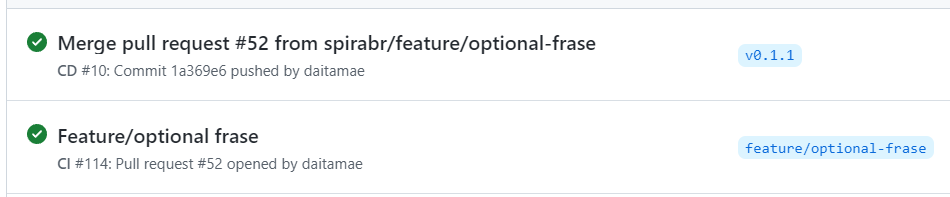 Merge pull request #52 from spirabr/feature/optional-frase
CD #10: Commit 1a369e6 pushed by daitamae
v0.1.1
Feature/optional frase
CI #114: Pull request #52 opened by daitamae
feature/optional-frase